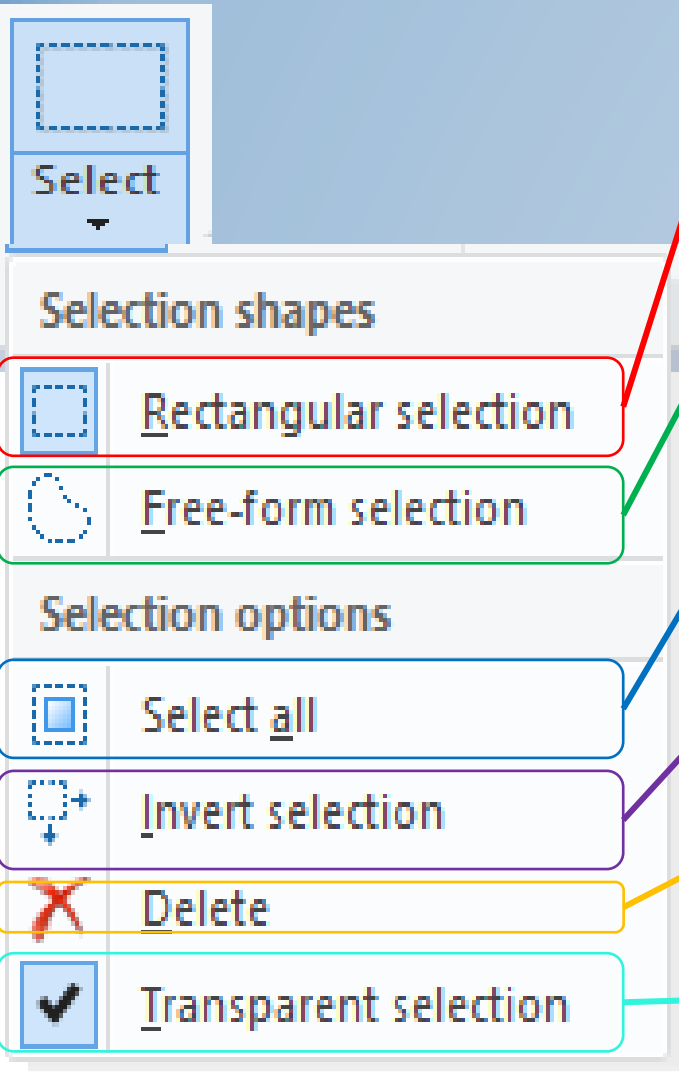 Select
Selection shapes
Rectangular selection
Free-form selection
Selection options
Select all
Invert selection
Delete
Transparent selection